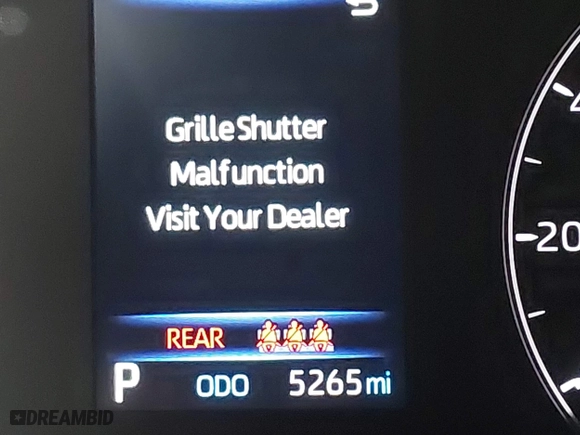 Grille Shutter
Malfunction
Visit Your Dealer
REAR
P ODO 5265 mi
20
DREAMBID